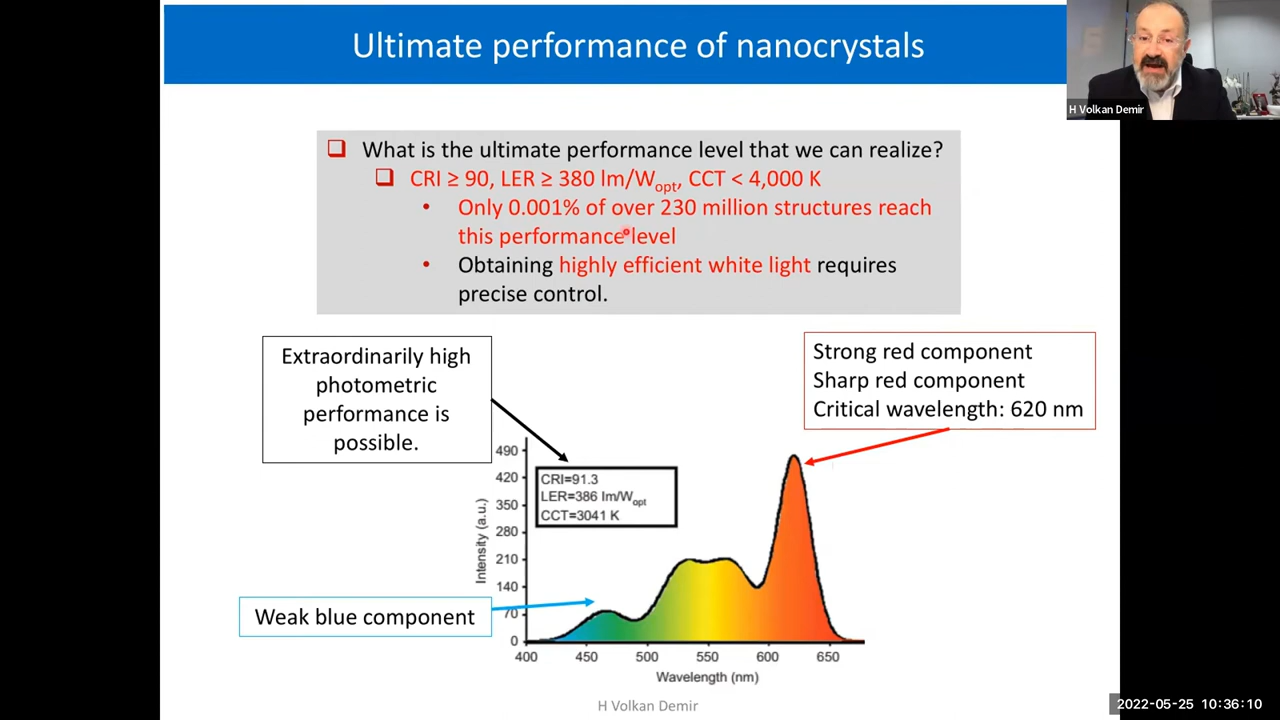 Ultimate performance of nanocrystals
H Volkan Demir
What is the ultimate performance level that we can realize?
CRI ≥ 90, LER ≥ 380 lm/Wopt, CCT < 4,000 K
• Only 0.001% of over 230 million structures reach
this performance level
• Obtaining highly efficient white light requires
precise control.
Extraordinarily high
photometric
performance is
possible.
Strong red component
Sharp red component
Critical wavelength: 620 nm
Weak blue component
CRI=91.3
LER=386 lm/Wopt
CCT=3041 K
Intensity (a.u.)
490
420
350
280
210
140
70
0
400 450 500 550 600 650
Wavelength (nm)
H Volkan Demir
2022-05-25 10:36:10